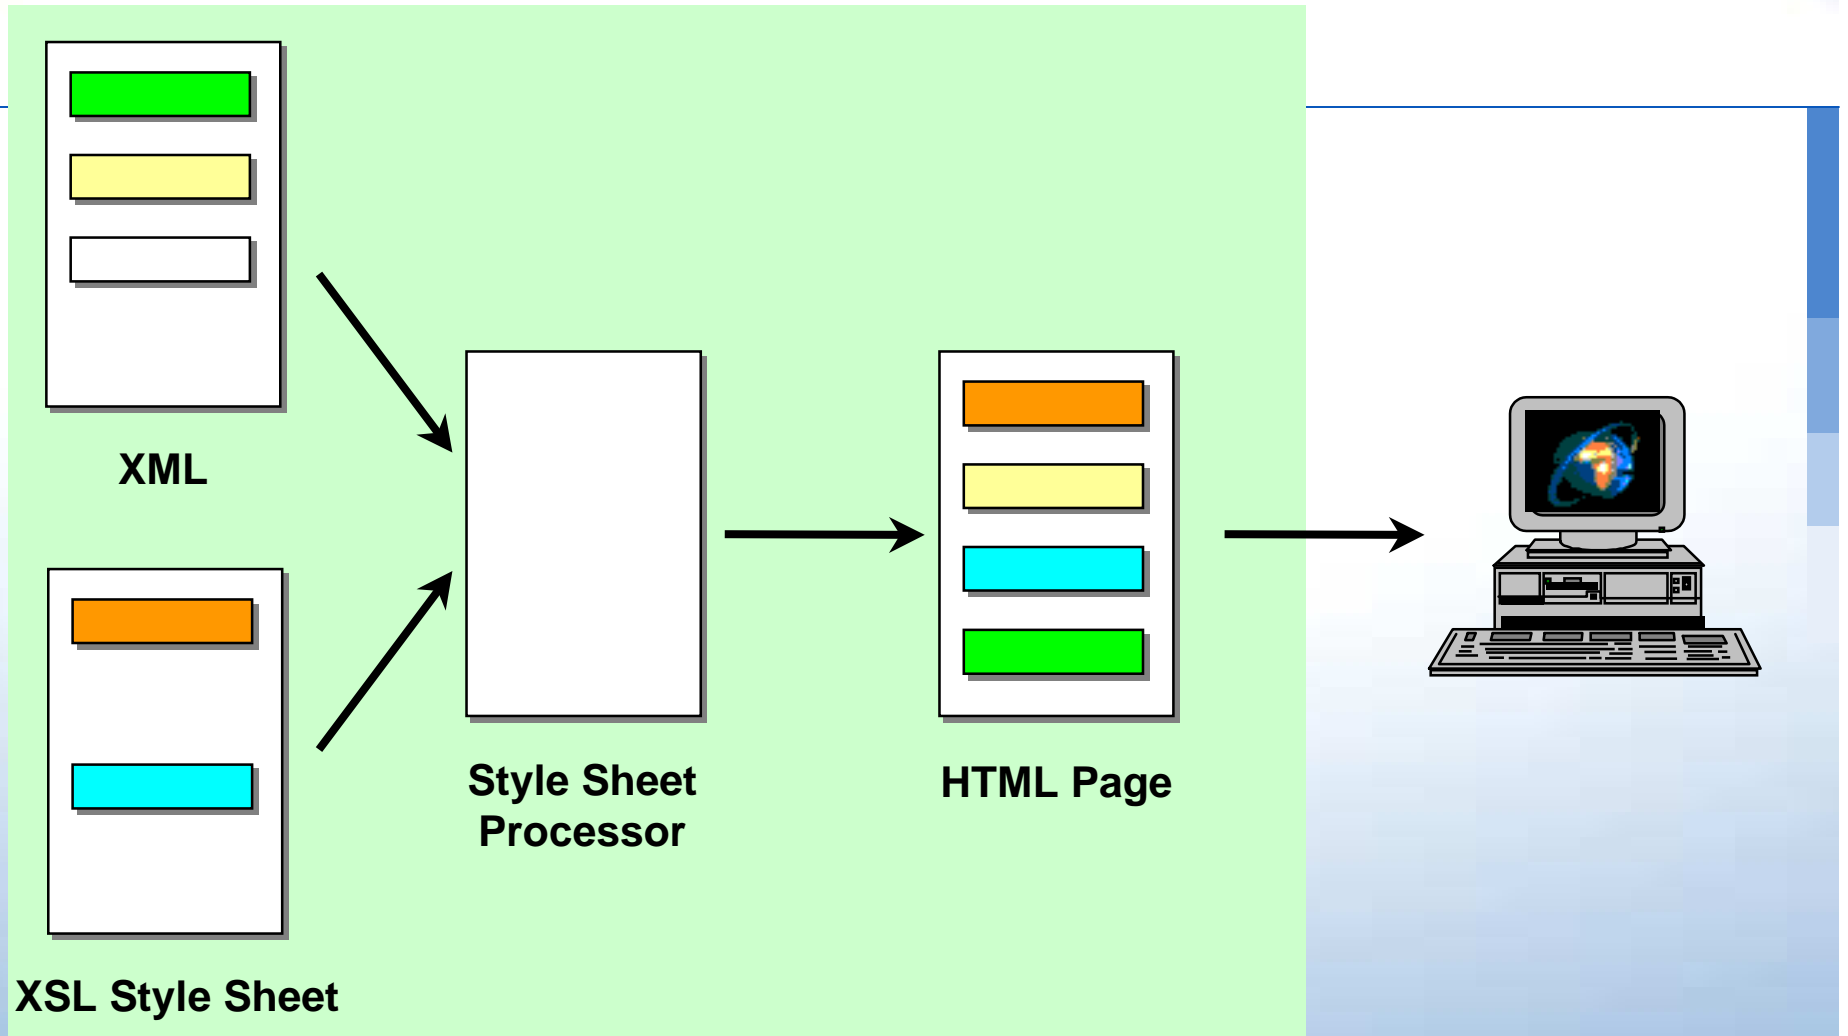 XML
Style Sheet
Processor
HTML Page
XSL Style Sheet